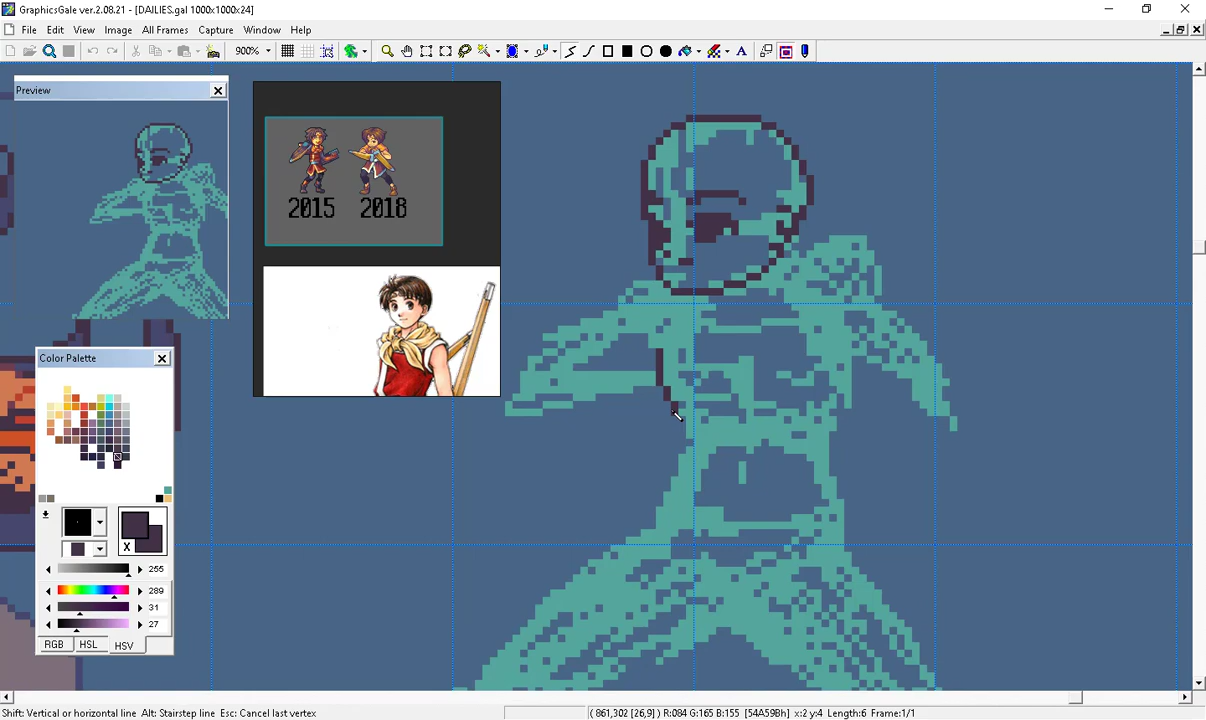 GraphicsGale ver.2.08.21 - [DAILIES.gal 1000x1000x24]
File Edit View Image All Frames Capture Window Help
900%
A
Preview
2015 2018
Color Palette
X
255
289
31
27
RGB HSL HSV
Shift: Vertical or horizontal line Alt: Stairstep line Esc: Cancel last vertex
( 861,302 [26,9] ) R:084 G:165 B:155 [54A59Bh] x:2 y:4 Length:6 Frame:1/1